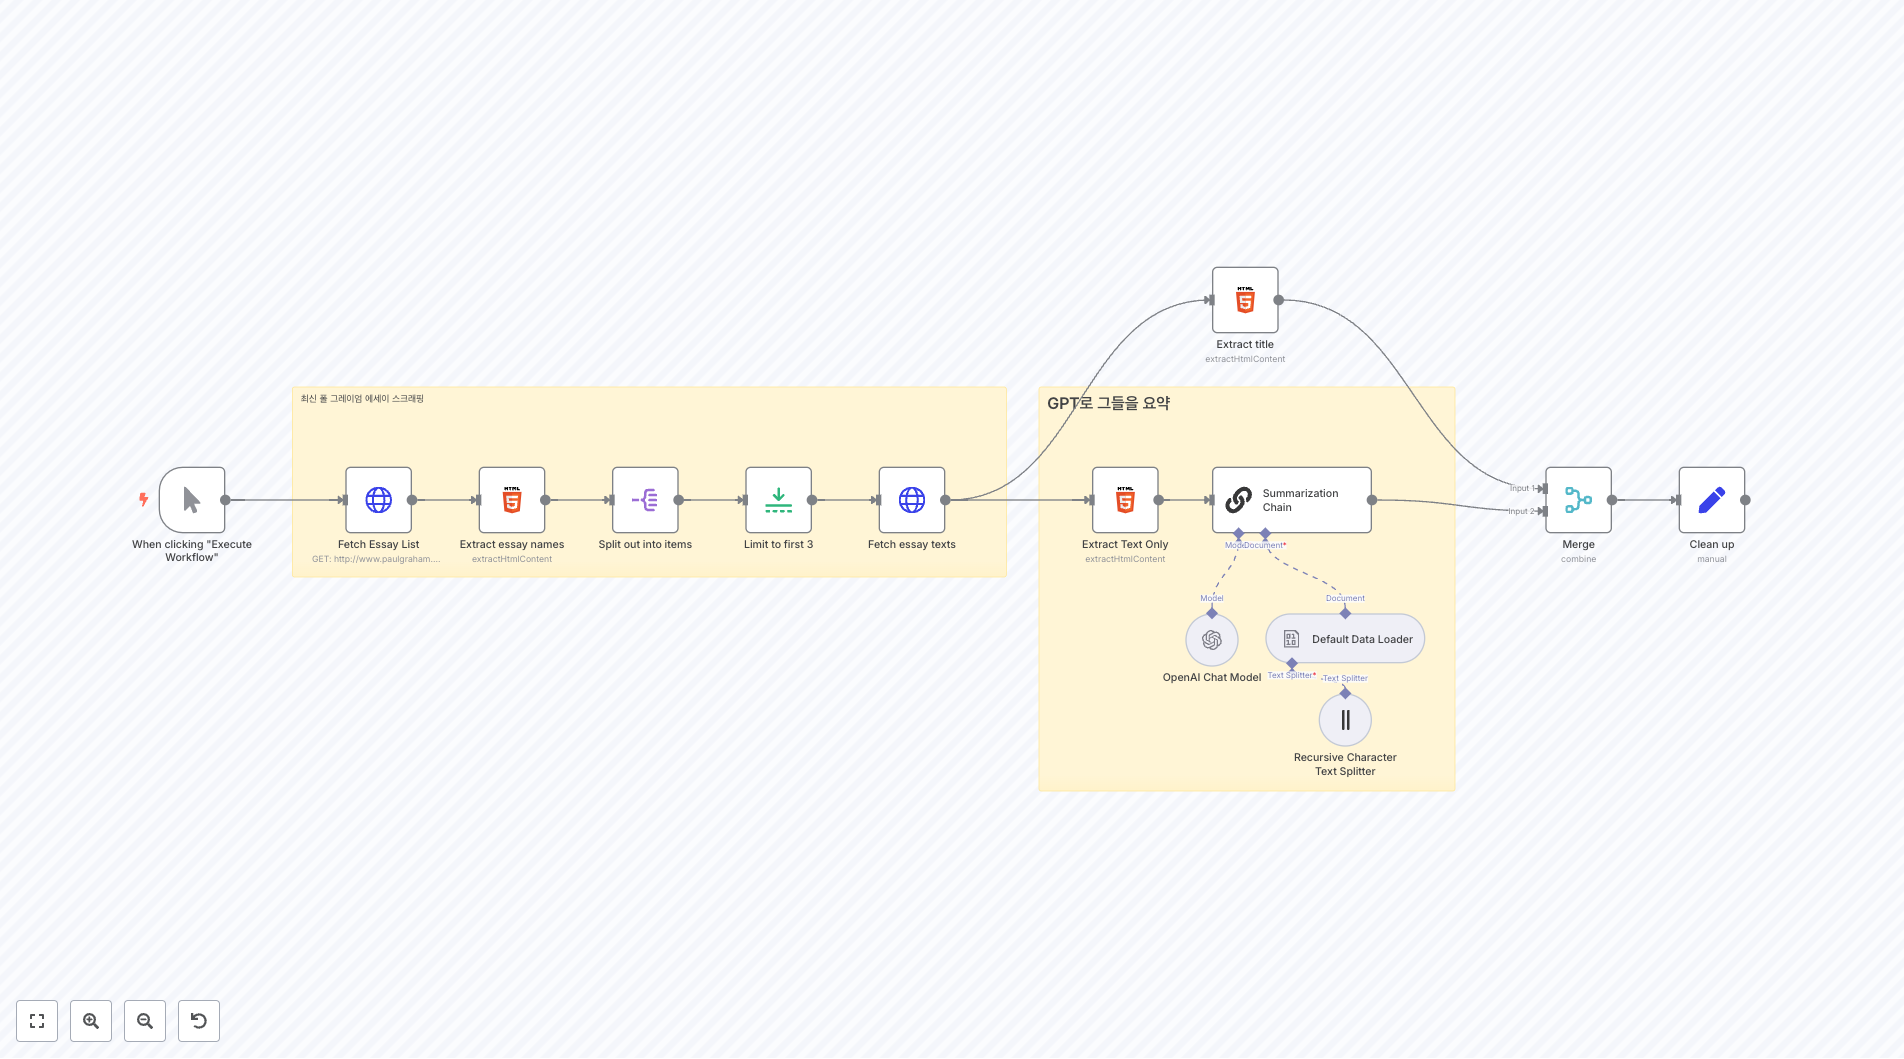 HTML
Extract title
extractHtmlContent
최신 폴 그레이엄 에세이 스크래핑
GPT로 그들을 요약
When clicking "Execute
Workflow"
Fetch Essay List
GET: http://www.paulgraham....
HTML
Extract essay names
extractHtmlContent
Split out into items
Limit to first 3
Fetch essay texts
HTML
Extract Text Only
extractHtmlContent
Summarization
Chain
Document*
Model
OpenAI Chat Model
Document
Default Data Loader
Text Splitter*
Text Splitter
Recursive Character
Text Splitter
Input 1
Input 2
Merge
combine
Clean up
manual